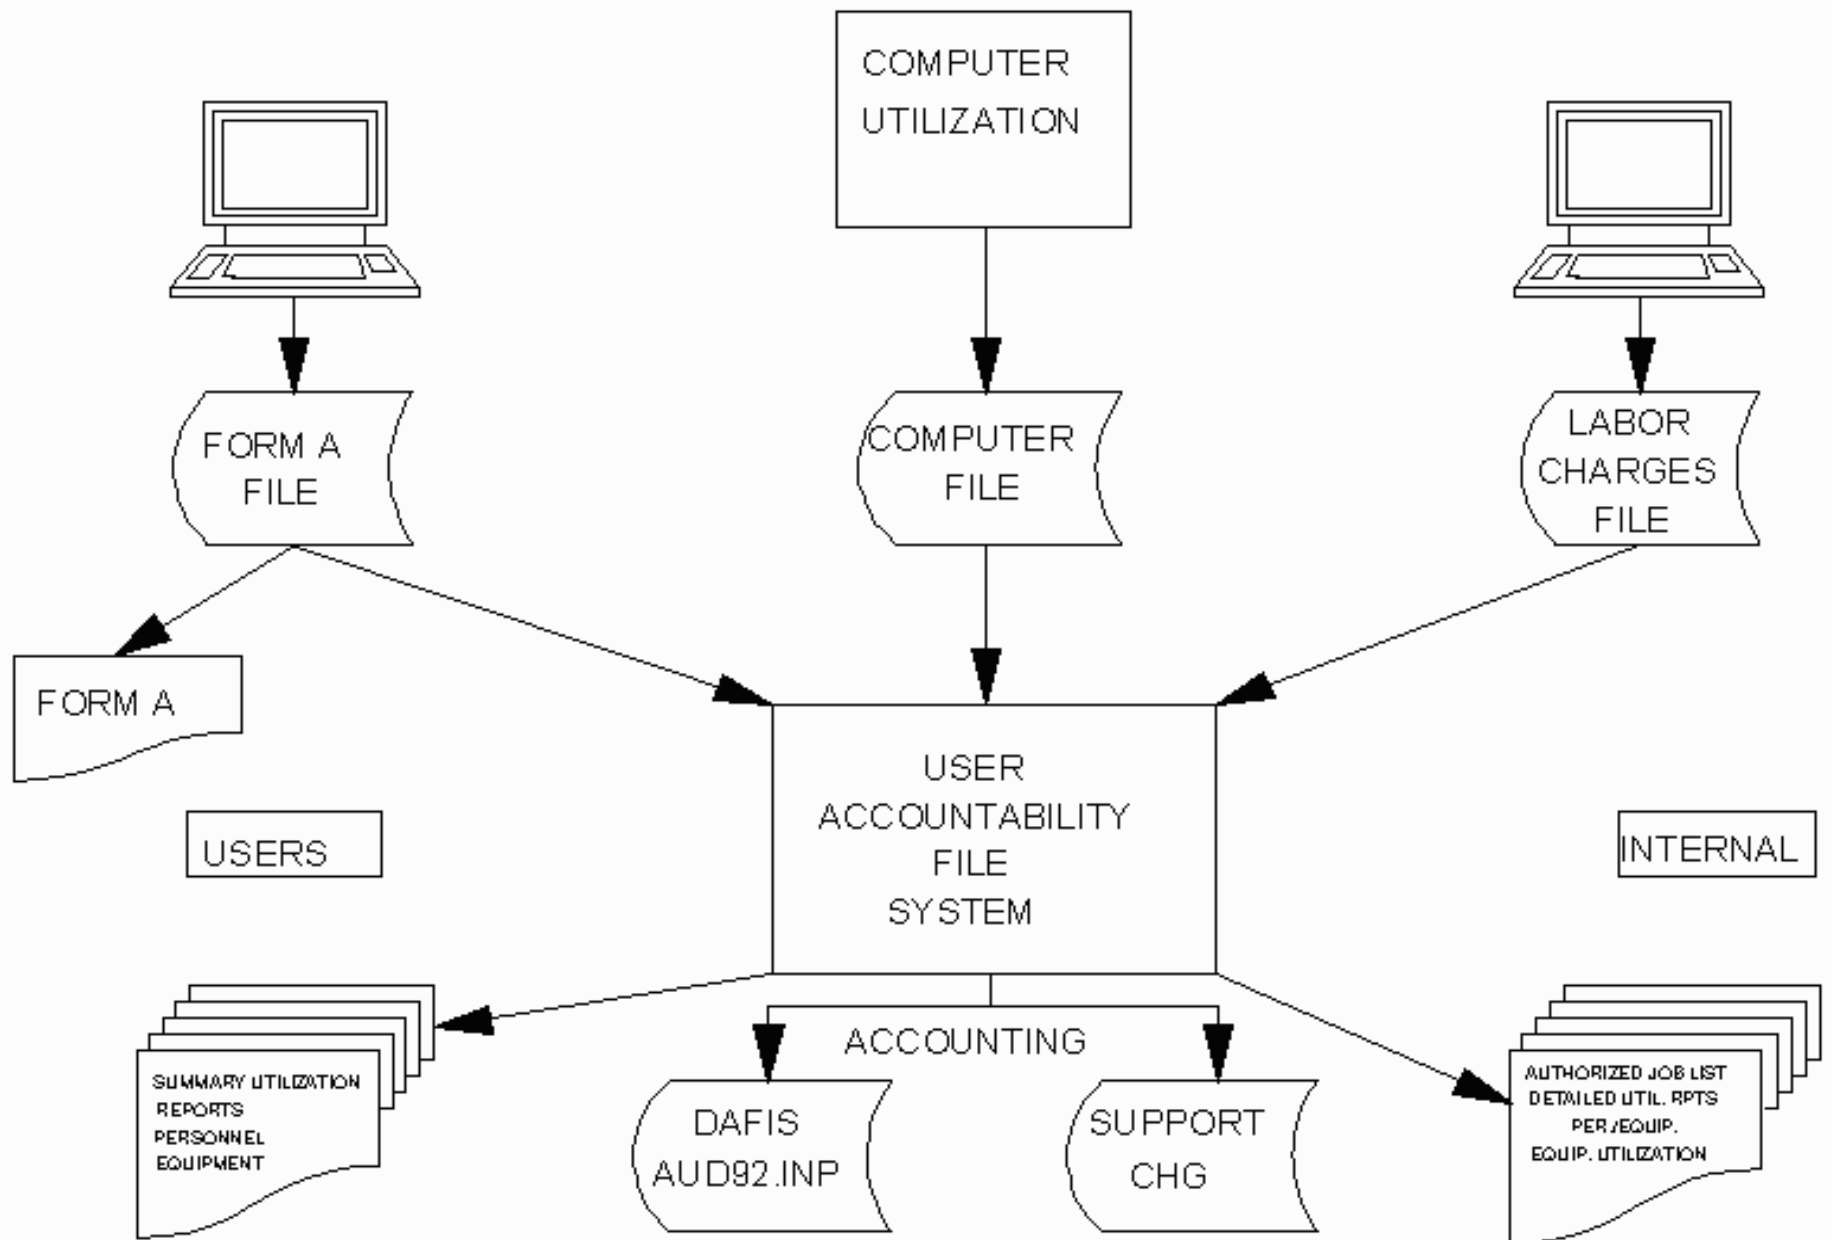 COMPUTER
UTILIZATION
FORM A
FILE
COMPUTER
FILE
LABOR
CHARGES
FILE
FORM A
USER
ACCOUNTABILITY
FILE
SYSTEM
USERS
INTERNAL
ACCOUNTING
SUMMARY UTILIZATION
REPORTS
PERSONNEL
EQUIPMENT
DAFIS
AUD92.INP
SUPPORT
CHG
AUTHORIZED JOB LIST
DETAILED UTIL. RPTS
PER./EQUIP.
EQUIP. UTILIZATION